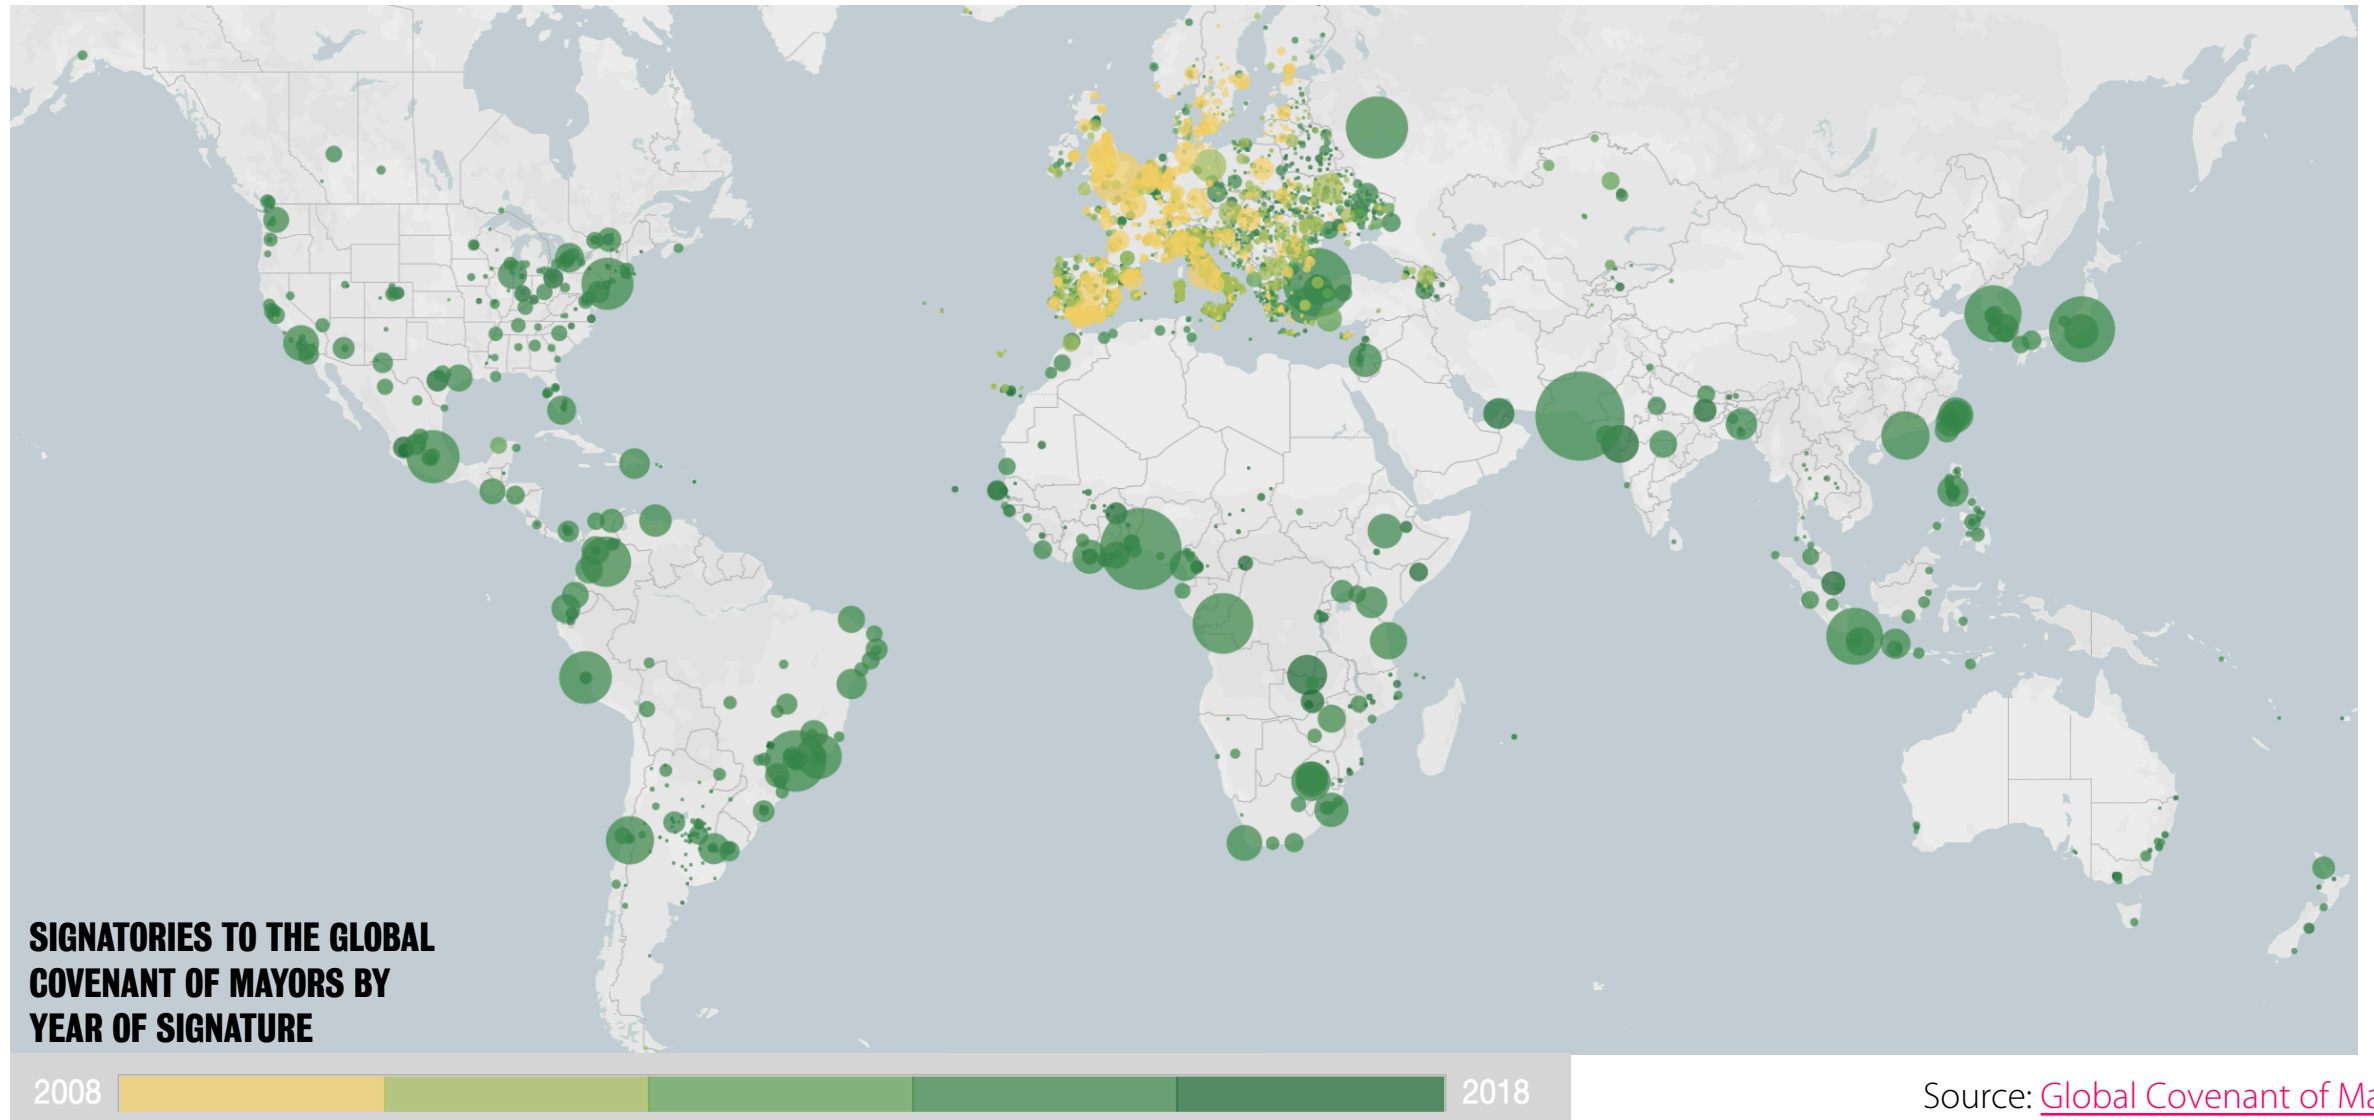 SIGNATORIES TO THE GLOBAL
COVENANT OF MAYORS BY
YEAR OF SIGNATURE
2008
2018
Source: Global Covenant of Ma